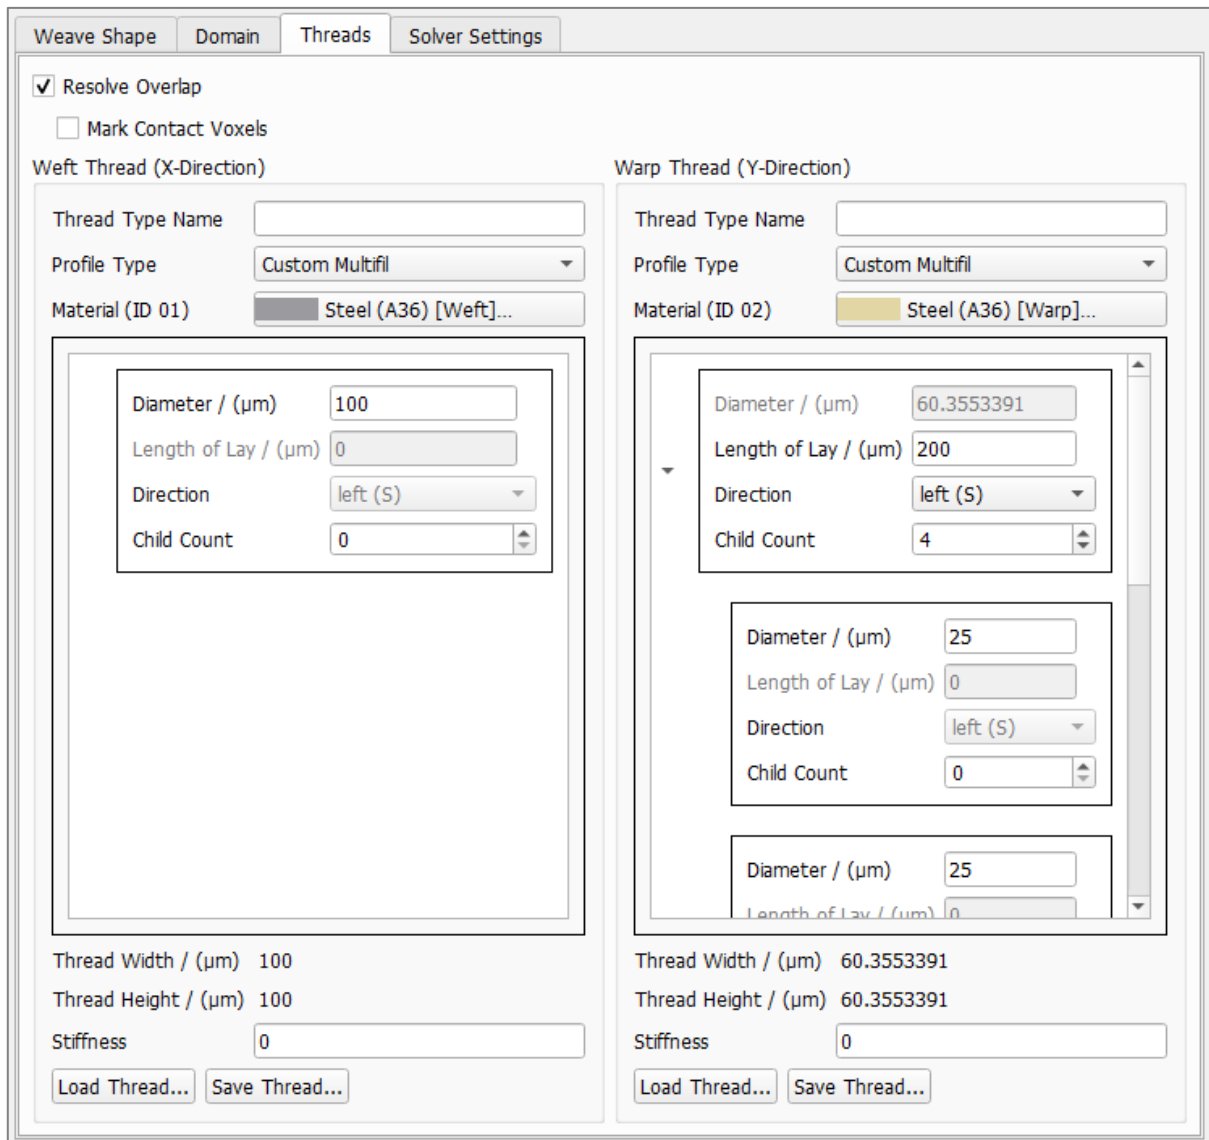 Weave Shape Domain Threads Solver Settings
Resolve Overlap
Mark Contact Voxels
Weft Thread (X-Direction)
Thread Type Name
Profile Type Custom Multifil
Material (ID 01) Steel (A36) [Weft]...
Diameter / (µm) 100
Length of Lay / (µm) 0
Direction left (S)
Child Count 0
Thread Width / (µm) 100
Thread Height / (µm) 100
Stiffness 0
Load Thread... Save Thread...
Warp Thread (Y-Direction)
Thread Type Name
Profile Type Custom Multifil
Material (ID 02) Steel (A36) [Warp]...
Diameter / (µm) 60.3553391
Length of Lay / (µm) 200
Direction left (S)
Child Count 4
Diameter / (µm) 25
Length of Lay / (µm) 0
Direction left (S)
Child Count 0
Diameter / (µm) 25
Length of Lay / (µm) 0
Thread Width / (µm) 60.3553391
Thread Height / (µm) 60.3553391
Stiffness 0
Load Thread... Save Thread...